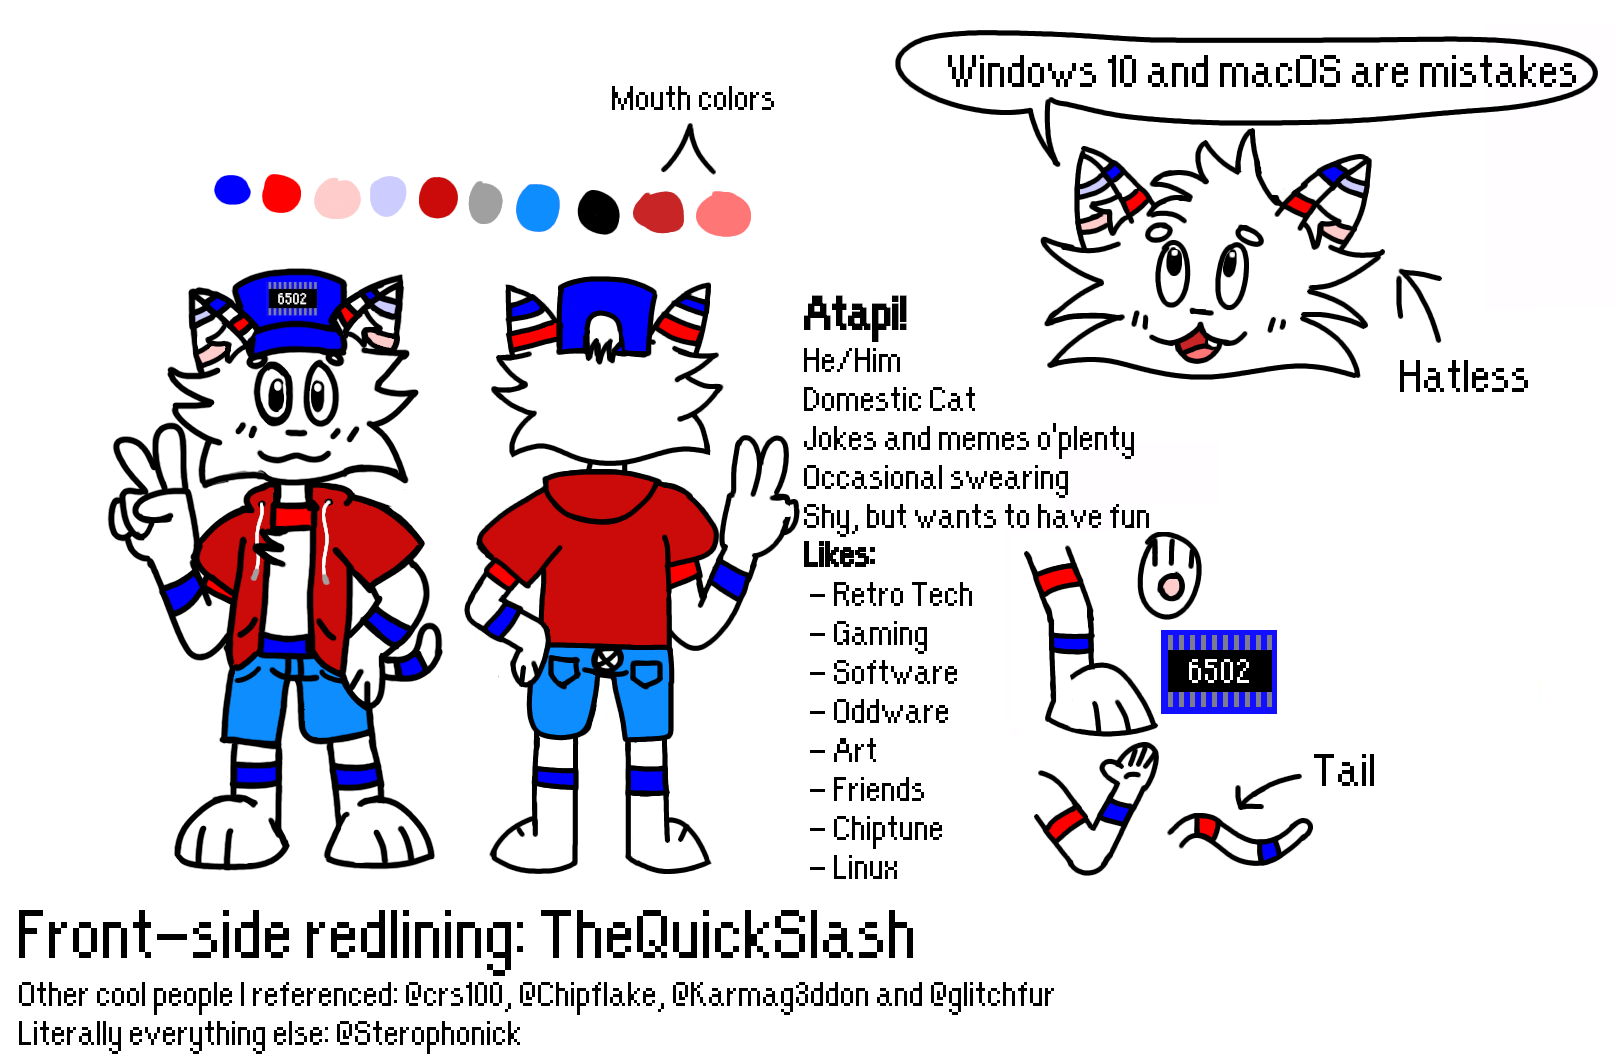 Windows 10 and macOS are mistakes
Mouth colors
6502
Atapi!
He/Him
Domestic Cat
Jokes and memes o'plenty
Occasional swearing
Shy, but wants to have fun
Likes:
- Retro Tech
- Gaming
- Software
- Oddware
- Art
- Friends
- Chiptune
- Linux
Hatless
6502
Tail
Front-side redlining: TheQuickSlash
Other cool people I referenced: @crs100, @Chipflake, @Karmag3ddon and @glitchfur
Literally everything else: @Sterophonick